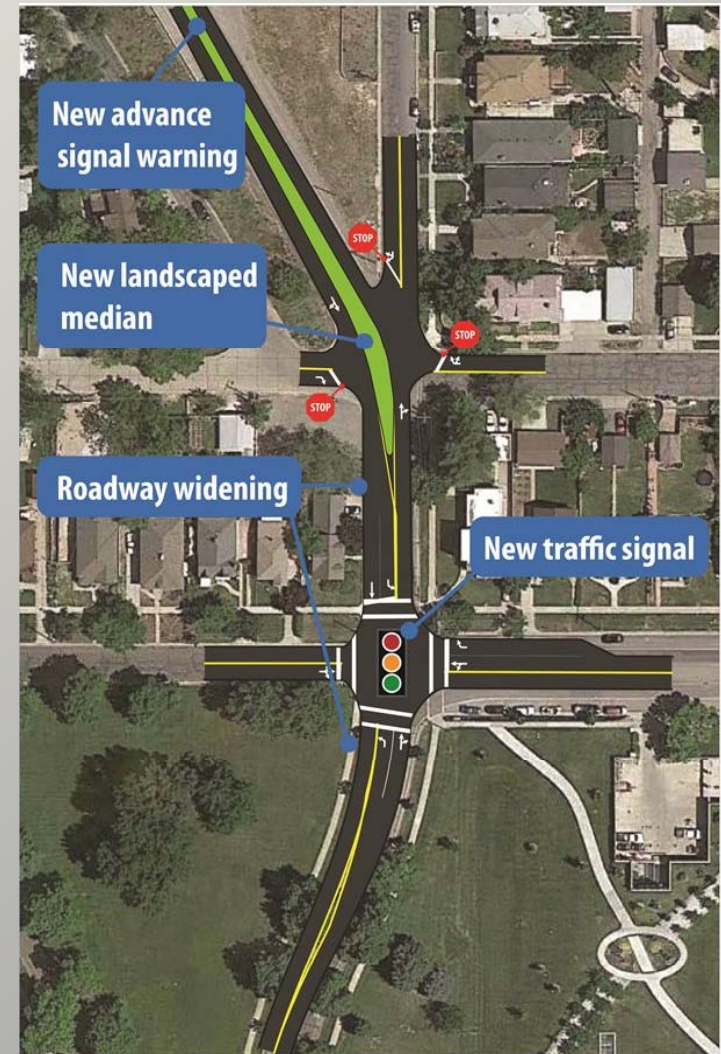 New advance
signal warning
STOP
New landscaped
median
STOP
STOP
Roadway widening
New traffic signal